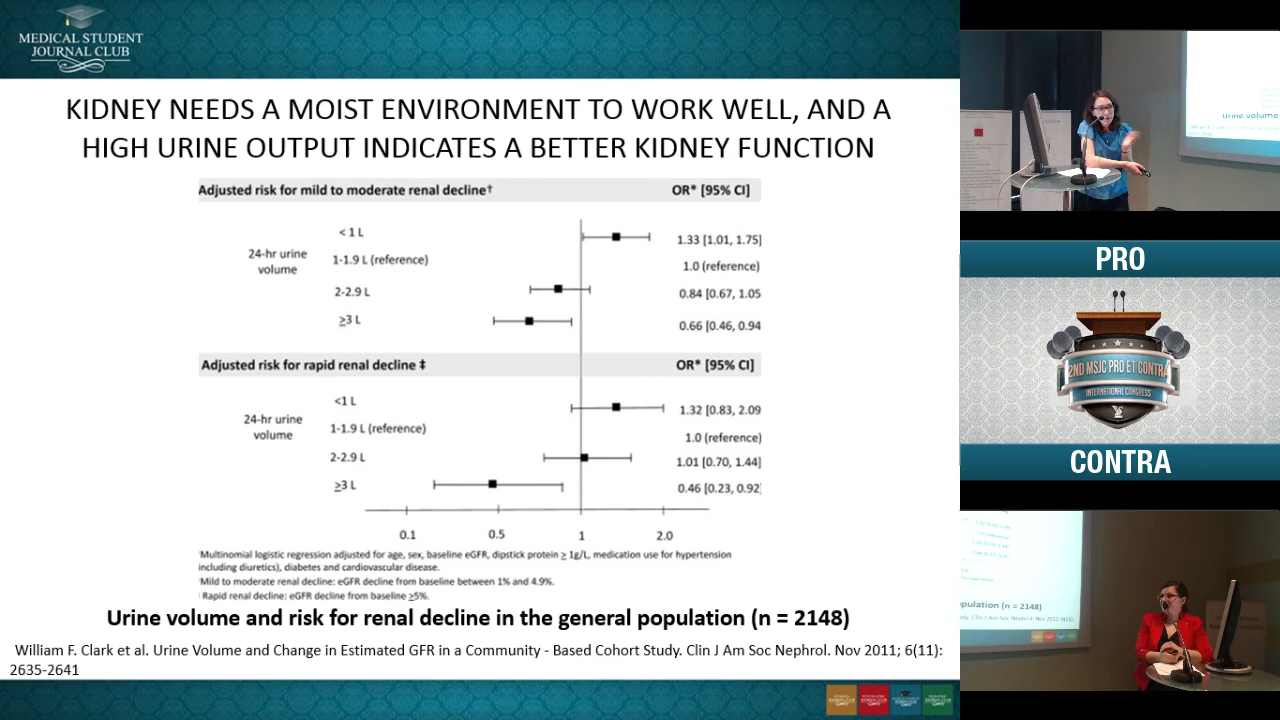 MEDICAL STUDENT
JOURNAL CLUB
KIDNEY NEEDS A MOIST ENVIRONMENT TO WORK WELL, AND A
HIGH URINE OUTPUT INDICATES A BETTER KIDNEY FUNCTION
Adjusted risk for mild to moderate renal decline† OR* [95% CI]
24-hr urine
volume
< 1 L 1.33 [1.01, 1.75]
1-1.9 L (reference) 1.0 (reference)
2-2.9 L 0.84 [0.67, 1.05
≥3 L 0.66 [0.46, 0.94
Adjusted risk for rapid renal decline ‡ OR* [95% CI]
24-hr urine
volume
<1 L 1.32 [0.83, 2.09
1-1.9 L (reference) 1.0 (reference)
2-2.9 L 1.01 [0.70, 1.44]
≥3 L 0.46 [0.23, 0.92]
0.1 0.5 1 2.0
Multinomial logistic regression adjusted for age, sex, baseline eGFR, dipstick protein ≥ 1g/L, medication use for hypertension
including diuretics), diabetes and cardiovascular disease.
Mild to moderate renal decline: eGFR decline from baseline between 1% and 4.9%.
Rapid renal decline: eGFR decline from baseline ≥5%.
Urine volume and risk for renal decline in the general population (n = 2148)
William F. Clark et al. Urine Volume and Change in Estimated GFR in a Community - Based Cohort Study. Clin J Am Soc Nephrol. Nov 2011; 6(11):
2635-2641
Urine volume
PRO
2ND MSJC PRO ET CONTRA
INTERNATIONAL CONGRESS
CONTRA
pulation (n = 2148)